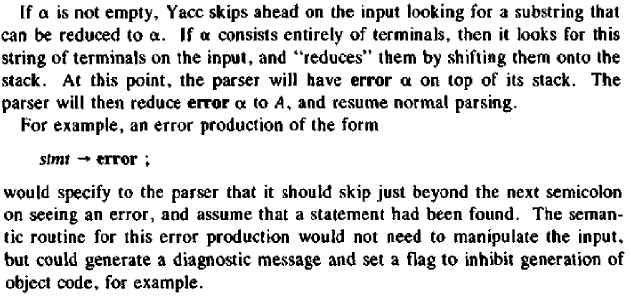 If α is not empty, Yacc skips ahead on the input looking for a substring that
can be reduced to α. If α consists entirely of terminals, then it looks for this
string of terminals on the input, and “reduces” them by shifting them onto the
stack. At this point, the parser will have error α on top of its stack. The
parser will then reduce error α to A, and resume normal parsing.
For example, an error production of the form
stmt → error ;
would specify to the parser that it should skip just beyond the next semicolon
on seeing an error, and assume that a statement had been found. The seman-
tic routine for this error production would not need to manipulate the input,
but could generate a diagnostic message and set a flag to inhibit generation of
object code, for example.